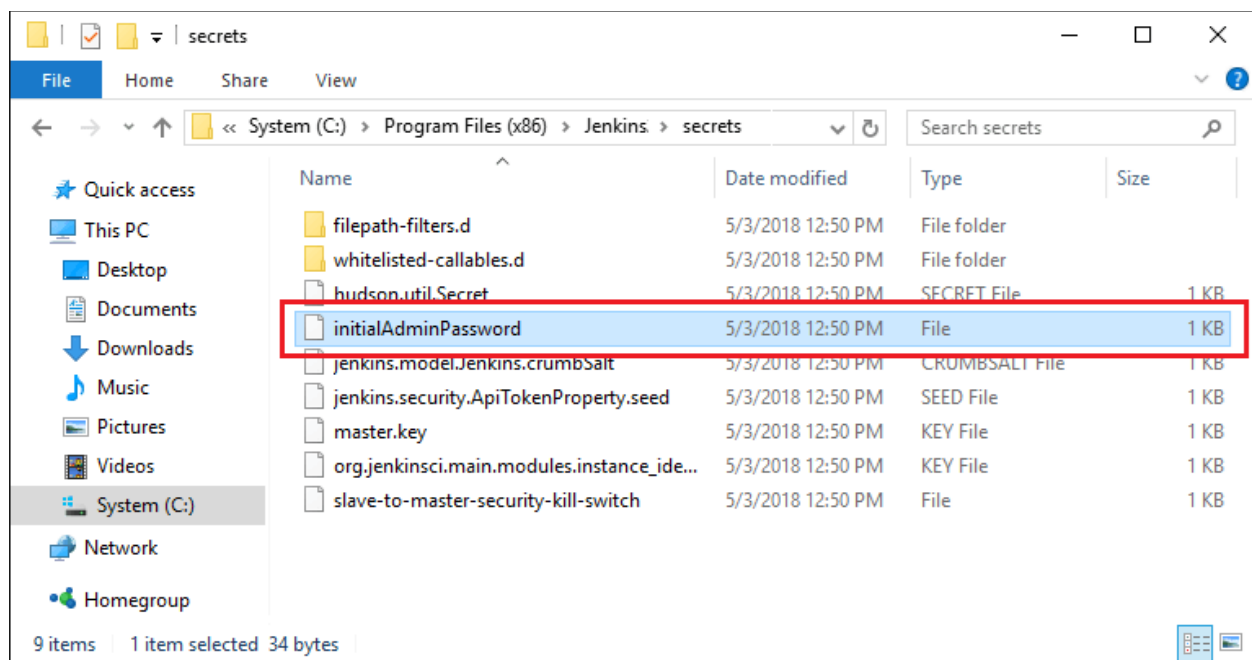 secrets
File Home Share View
« System (C:) > Program Files (x86) > Jenkins > secrets Search secrets
Name Date modified Type Size
Quick access
This PC
Desktop
Documents
Downloads
Music
Pictures
Videos
System (C:)
Network
Homegroup
filepath-filters.d 5/3/2018 12:50 PM File folder
whitelisted-callables.d 5/3/2018 12:50 PM File folder
hudson.util.Secret 5/3/2018 12:50 PM SECRET File 1 KB
initialAdminPassword 5/3/2018 12:50 PM File 1 KB
jenkins.model.Jenkins.crumbSalt 5/3/2018 12:50 PM CRUMBSALT File 1 KB
jenkins.security.ApiTokenProperty.seed 5/3/2018 12:50 PM SEED File 1 KB
master.key 5/3/2018 12:50 PM KEY File 1 KB
org.jenkinsci.main.modules.instance_ide... 5/3/2018 12:50 PM KEY File 1 KB
slave-to-master-security-kill-switch 5/3/2018 12:50 PM File 1 KB
9 items 1 item selected 34 bytes